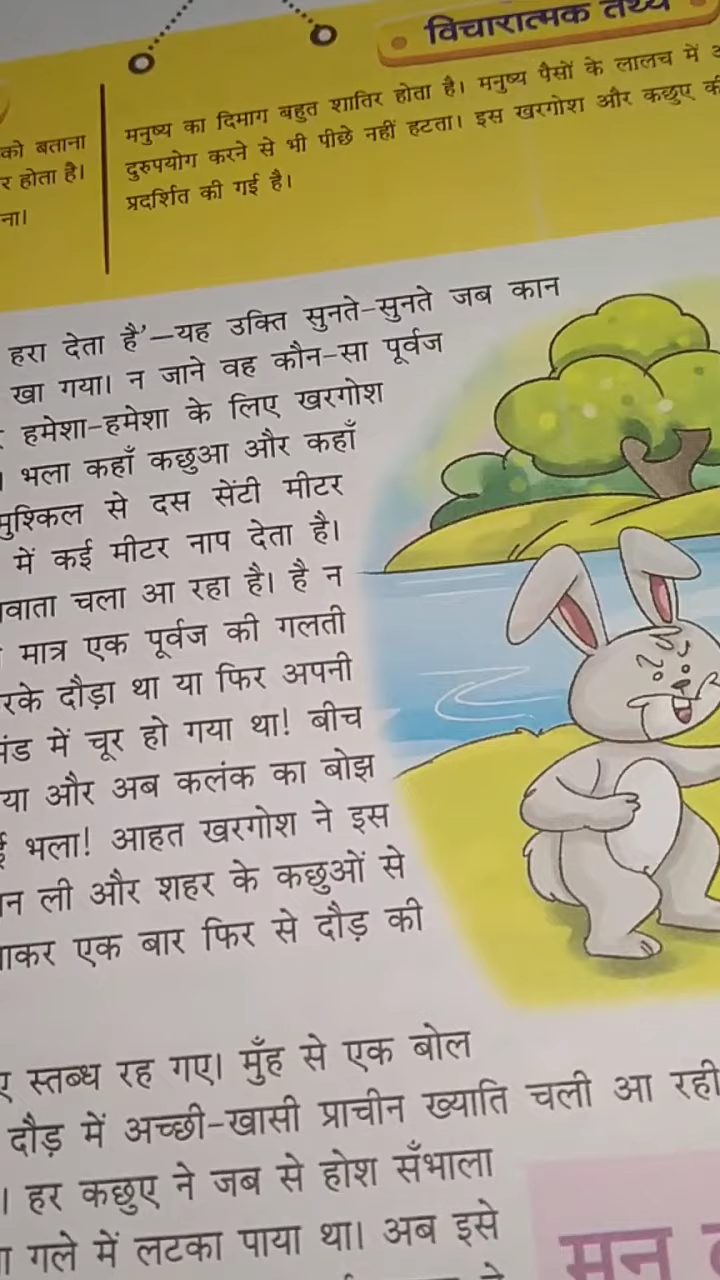 विचारात्मक तथ्य
को बताना
र होता है।
ना।
मनुष्य का दिमाग बहुत शातिर होता है। मनुष्य पैसों के लालच में
दुरुपयोग करने से भी पीछे नहीं हटता। इस खरगोश और कछुए की
प्रदर्शित की गई है।
हरा देता है’—यह उक्ति सुनते-सुनते जब कान
खा गया। न जाने वह कौन-सा पूर्वज
हमेशा-हमेशा के लिए खरगोश
। भला कहाँ कछुआ और कहाँ
मुश्किल से दस सेंटी मीटर
में कई मीटर नाप देता है।
वाता चला आ रहा है। है न
मात्र एक पूर्वज की गलती
रके दौड़ा था या फिर अपनी
मंड में चूर हो गया था! बीच
या और अब कलंक का बोझ
भला! आहत खरगोश ने इस
न ली और शहर के कछुओं से
ाकर एक बार फिर से दौड़ की
ए स्तब्ध रह गए। मुँह से एक बोल
दौड़ में अच्छी-खासी प्राचीन ख्याति चली आ रही
। हर कछुए ने जब से होश सँभाला
गले में लटका पाया था। अब इसे
मन